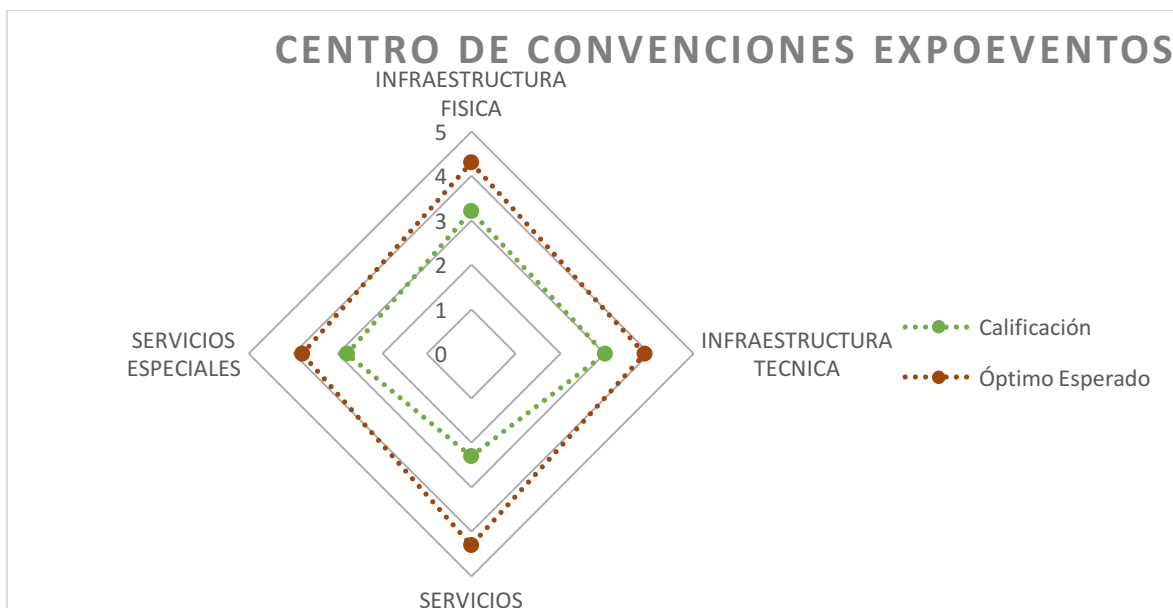 CENTRO DE CONVENCIONES EXPOEVENTOS
INFRAESTRUCTURA
FISICA
5
4
3
2
1
0
SERVICIOS
ESPECIALES
INFRAESTRUCTURA
TECNICA
Calificación
Óptimo Esperado
SERVICIOS